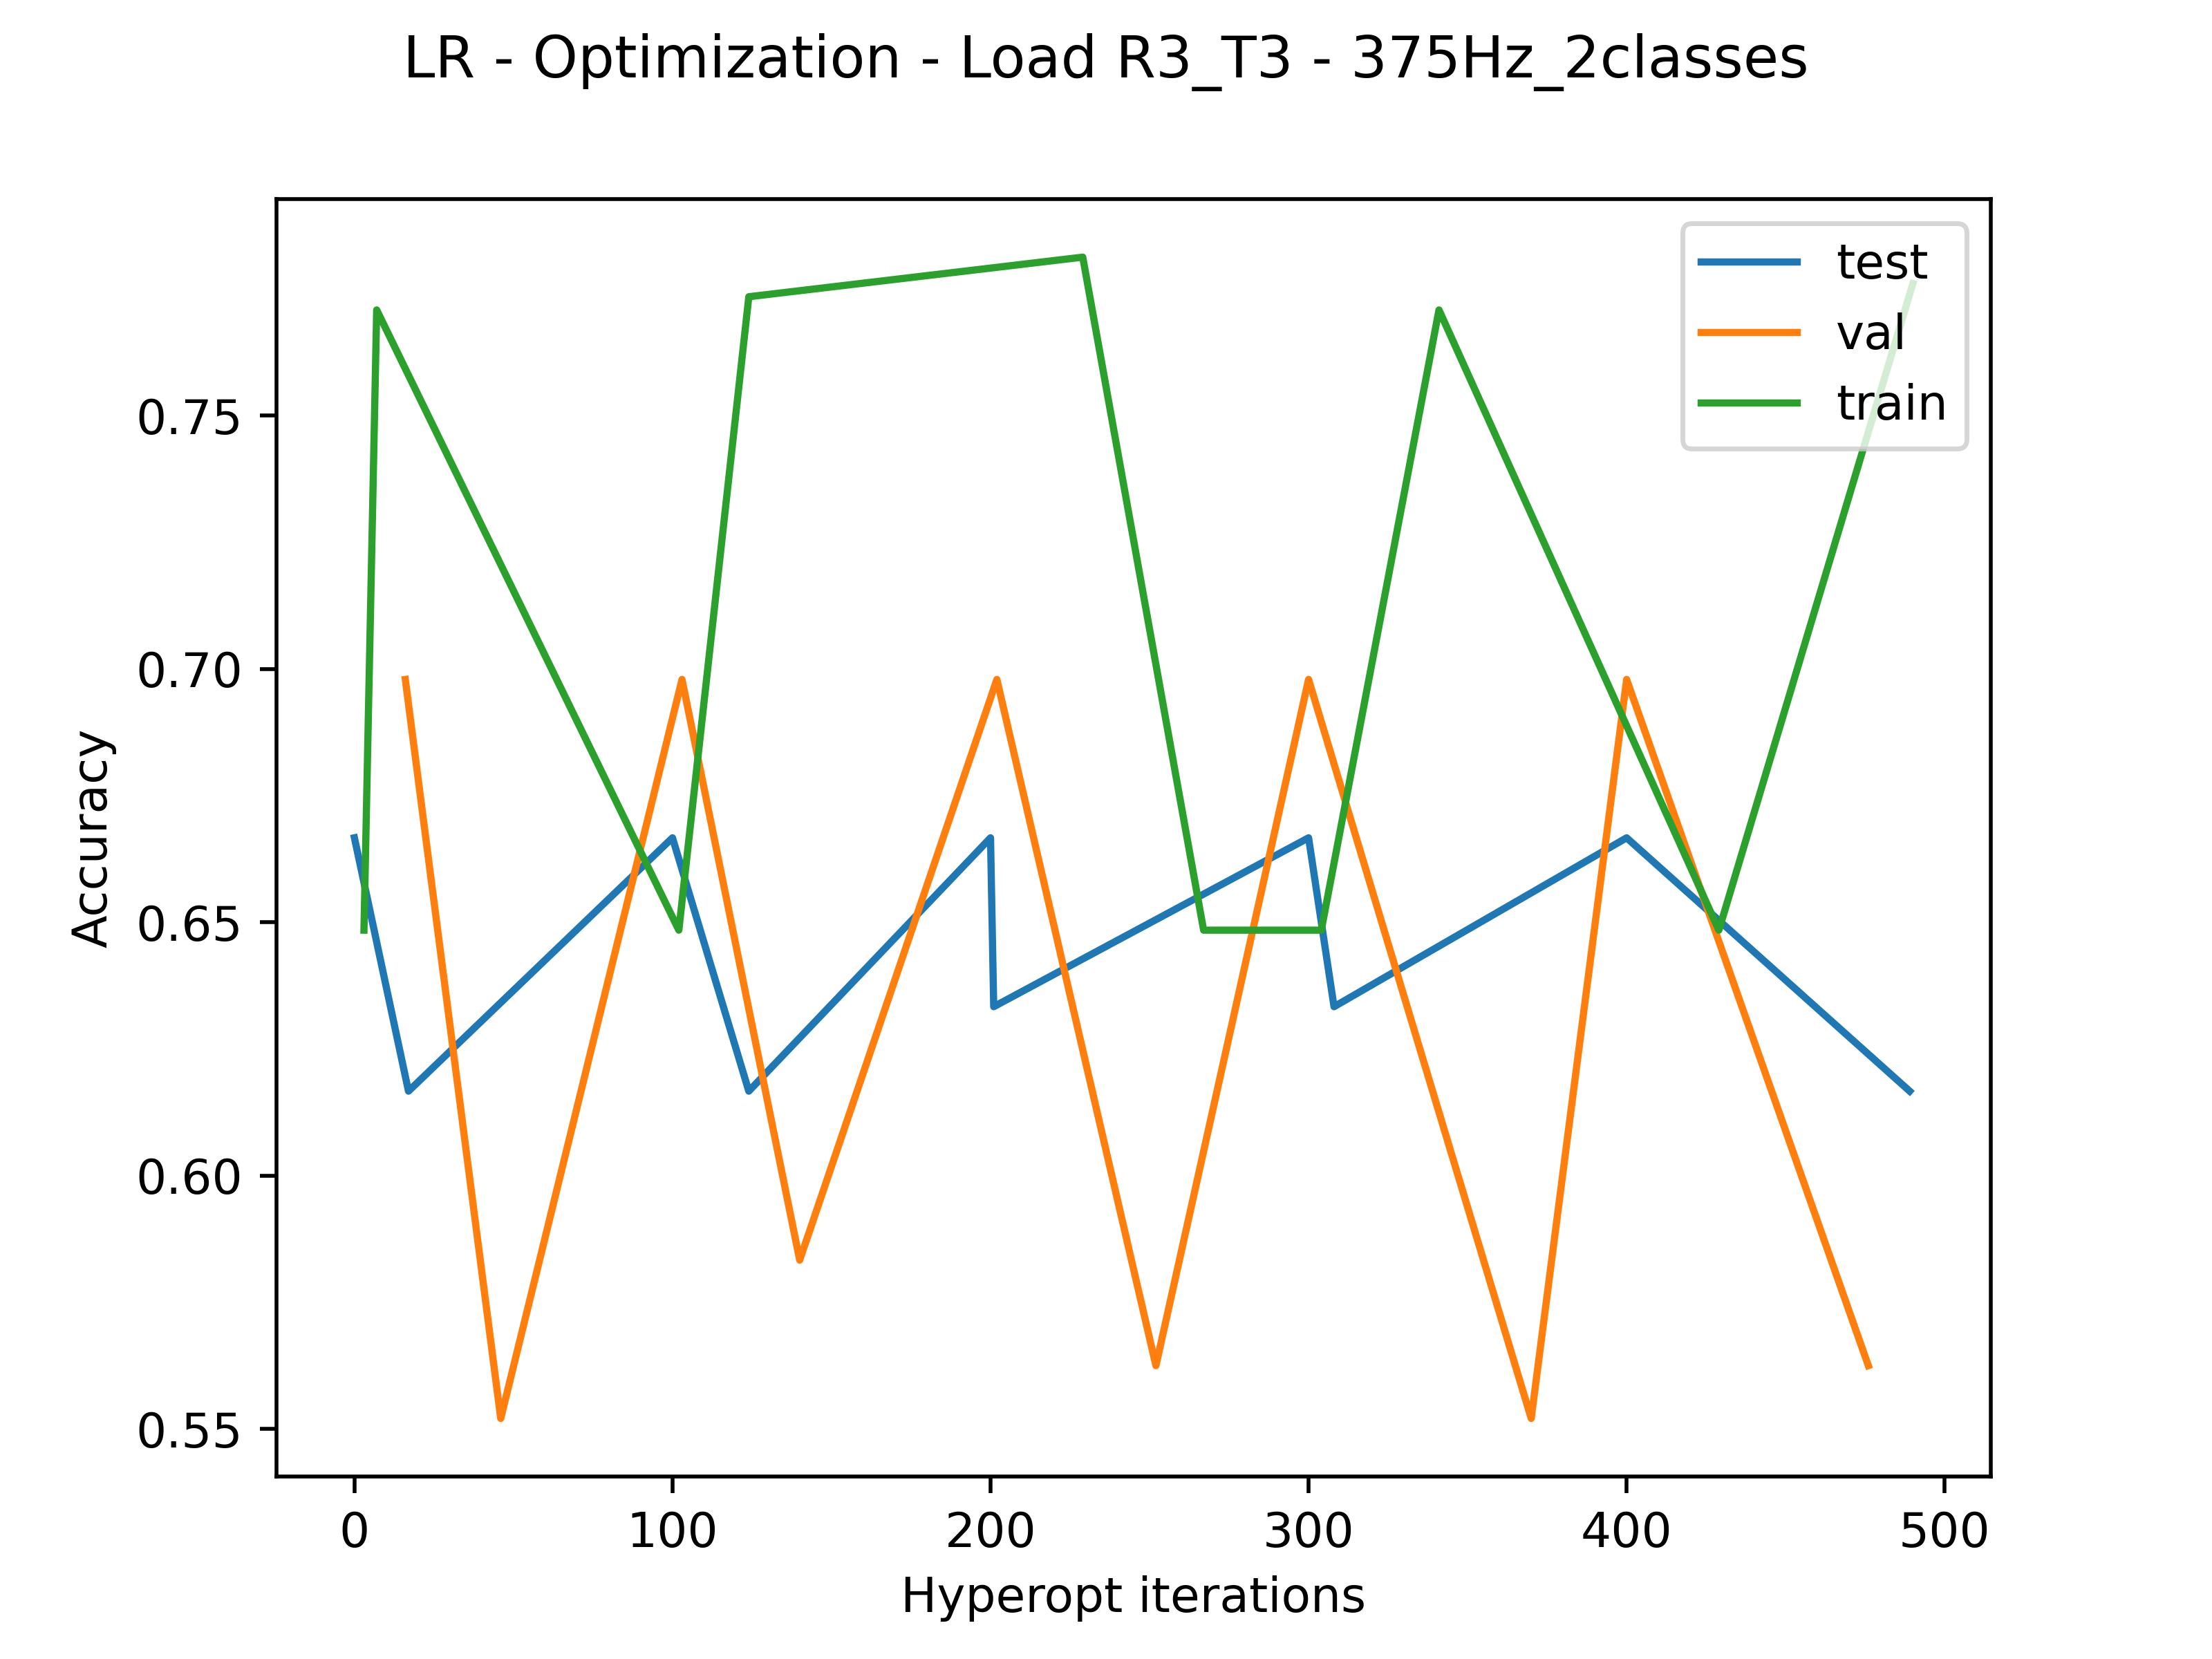 LR - Optimization - Load R3_T3 - 375Hz_2classes
test
val
train
Accuracy
0.75
0.70
0.65
0.60
0.55
0 100 200 300 400 500
Hyperopt iterations